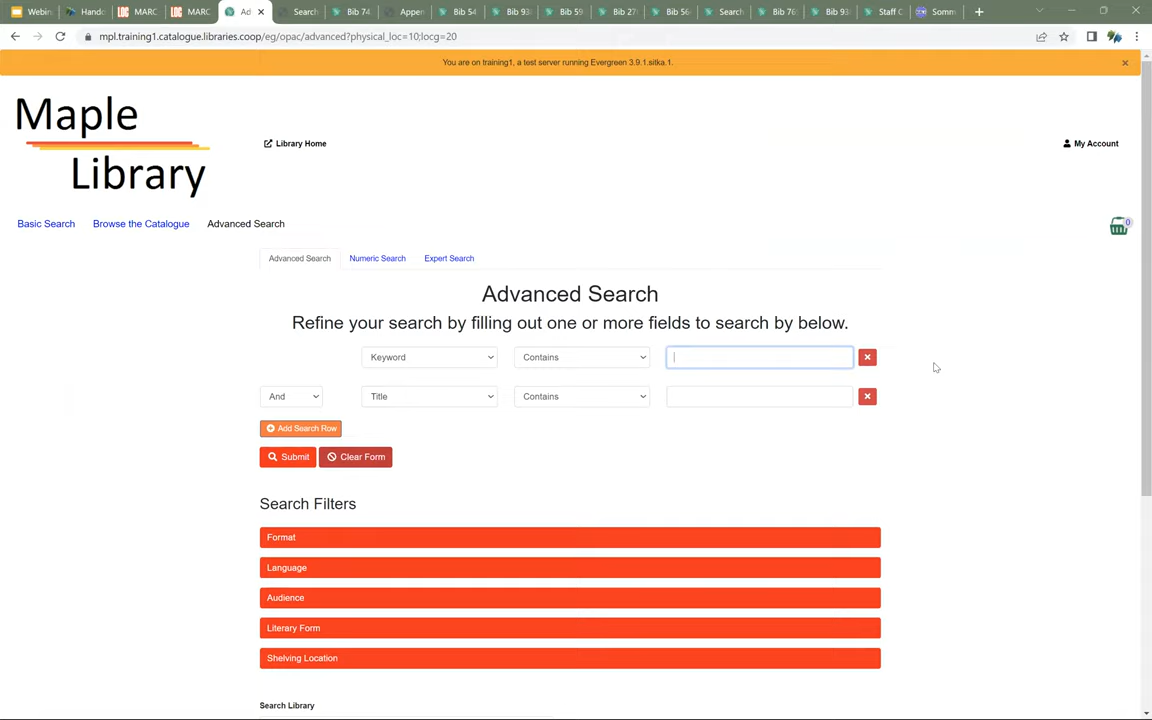 Webin
Hando
MARC
MARC
Ad
Search
Bib 74
Appen
Bib 54
Bib 93
Bib 59
Bib 27
Bib 56
Search
Bib 76
Bib 93
Staff C
Somm
mpl.training1.catalogue.libraries.coop/eg/opac/advanced?physical_loc=10;locg=20
You are on training1, a test server running Evergreen 3.9.1.sitka.1.
Maple
Library
Library Home
My Account
Basic Search
Browse the Catalogue
Advanced Search
0
Advanced Search
Numeric Search
Expert Search
Advanced Search
Refine your search by filling out one or more fields to search by below.
Keyword
Contains
And
Title
Contains
Add Search Row
Submit
Clear Form
Search Filters
Format
Language
Audience
Literary Form
Shelving Location
Search Library